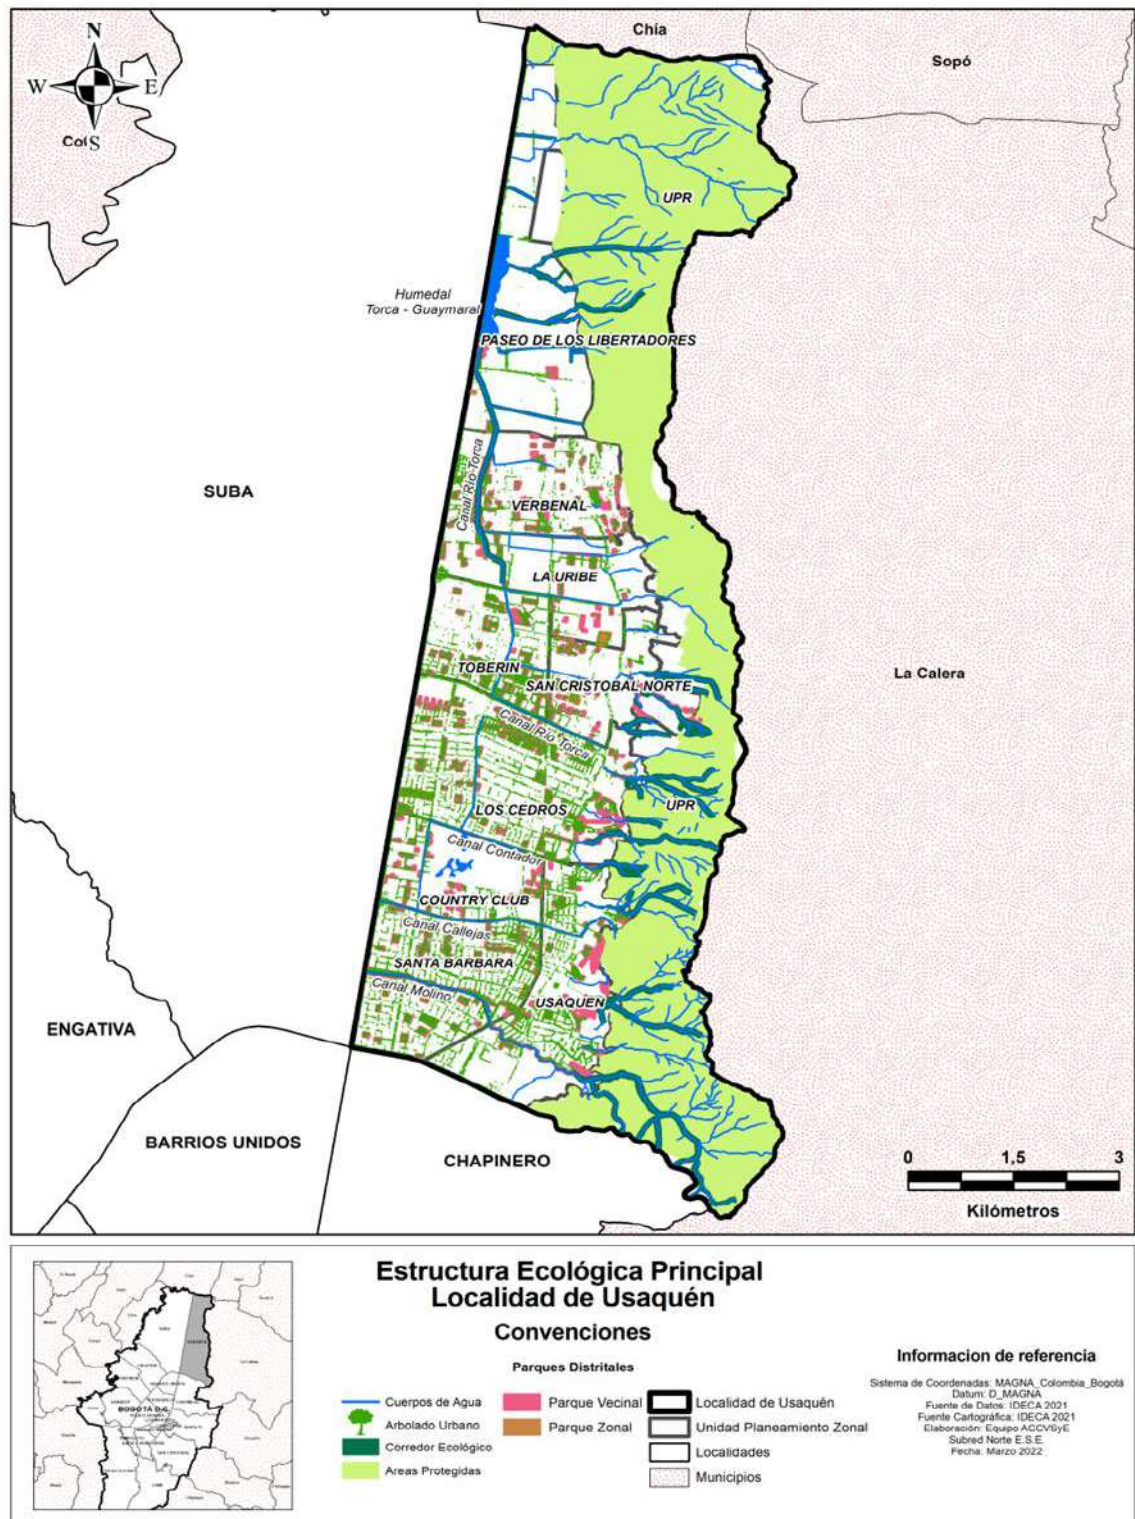 Chía
Sopó
N
W
E
S
UPR
Humedal
Torca - Guaymaral
PASEO DE LOS LIBERTADORES
Canal Rio Torca
SUBA
VERBENAL
LA URIBE
La Calera
TOBERIN
SAN CRISTOBAL NORTE
Canal Rio Torca
LOS CEDROS
UPR
Canal Contador
COUNTRY CLUB
Canal Callejas
SANTA BARBARA
Canal Molino
USAQUEN
ENGATIVA
BARRIOS UNIDOS
CHAPINERO
0 1,5 3
Kilómetros
Estructura Ecológica Principal
Localidad de Usaquén
Convenciones
Parques Distritales
Cuerpos de Agua
Arbolado Urbano
Corredor Ecológico
Areas Protegidas
Parque Vecinal
Parque Zonal
Localidad de Usaquén
Unidad Planeamiento Zonal
Localidades
Municipios
Informacion de referencia
Sistema de Coordenadas: MAGNA_Colombia_Bogotá
Datum: D_MAGNA
Fuente de Datos: IDECA 2021
Fuente Cartográfica: IDECA 2021
Elaboración: Equipo ACCVSyE
Subred Norte E.S.E.
Fecha: Marzo 2022
BOGOTÁ D.C.